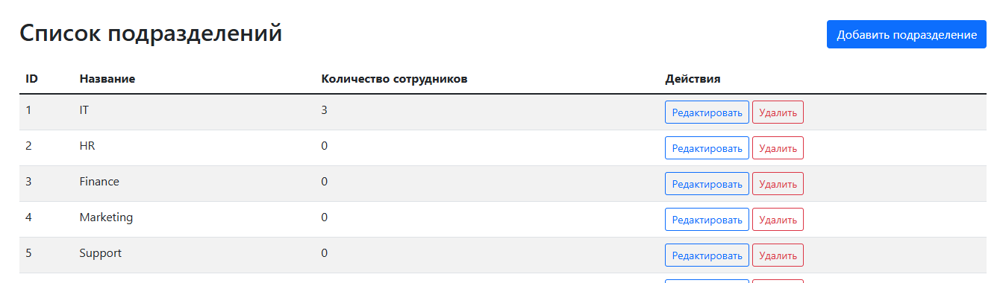 Список подразделений
Добавить подразделение
ID Название Количество сотрудников Действия
1 IT 3 Редактировать Удалить
2 HR 0 Редактировать Удалить
3 Finance 0 Редактировать Удалить
4 Marketing 0 Редактировать Удалить
5 Support 0 Редактировать Удалить